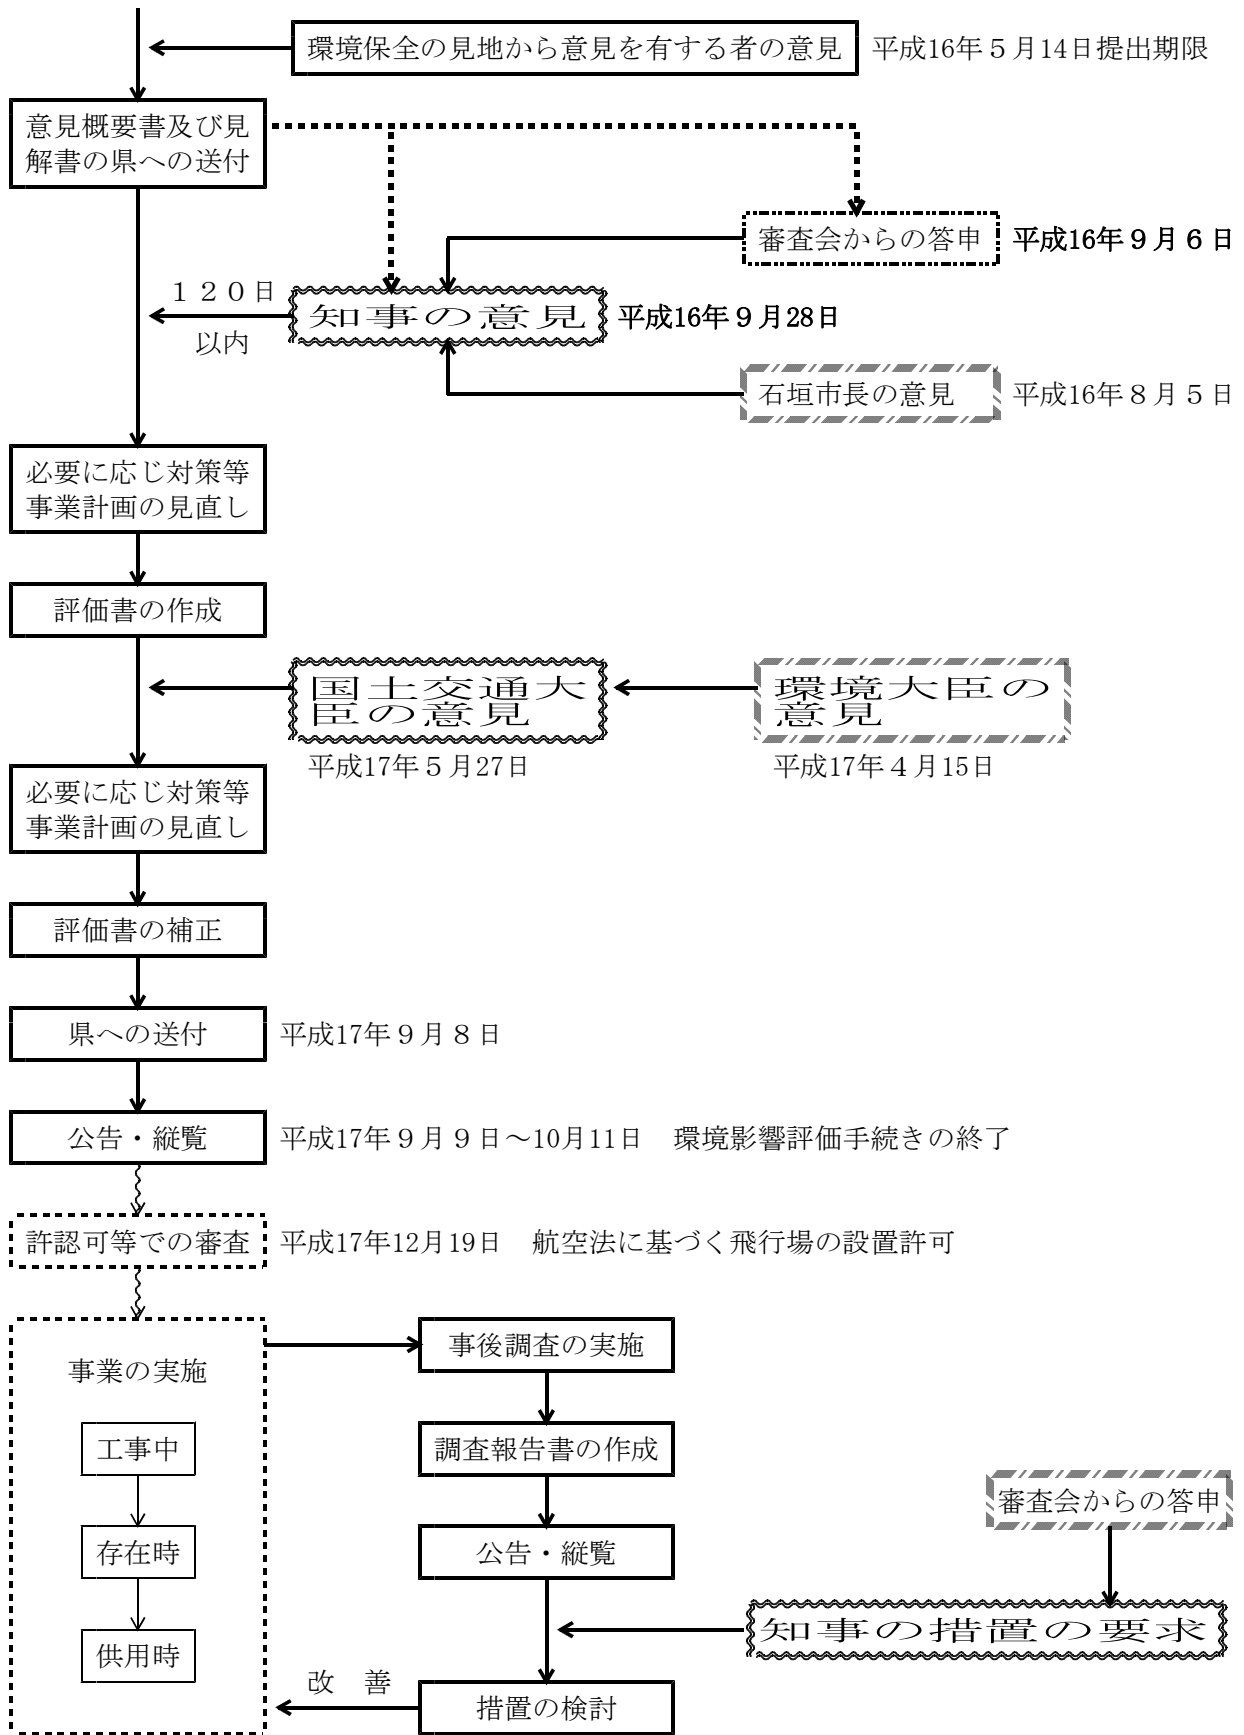 環境保全の見地から意見を有する者の意見 平成16年５月14日提出期限
意見概要書及び見
解書の県への送付
審査会からの答申 平成16年９月６日
１２０日
知事の意見 平成16年９月28日
以内
石垣市長の意見 平成16年８月５日
必要に応じ対策等
事業計画の見直し
評価書の作成
国土交通大
臣の意見
平成17年５月27日
環境大臣の
意見
平成17年４月15日
必要に応じ対策等
事業計画の見直し
評価書の補正
県への送付 平成17年９月８日
公告・縦覧 平成17年９月９日～10月11日 環境影響評価手続きの終了
許認可等での審査 平成17年12月19日 航空法に基づく飛行場の設置許可
事業の実施
工事中
存在時
供用時
事後調査の実施
調査報告書の作成
公告・縦覧
審査会からの答申
知事の措置の要求
改 善
措置の検討